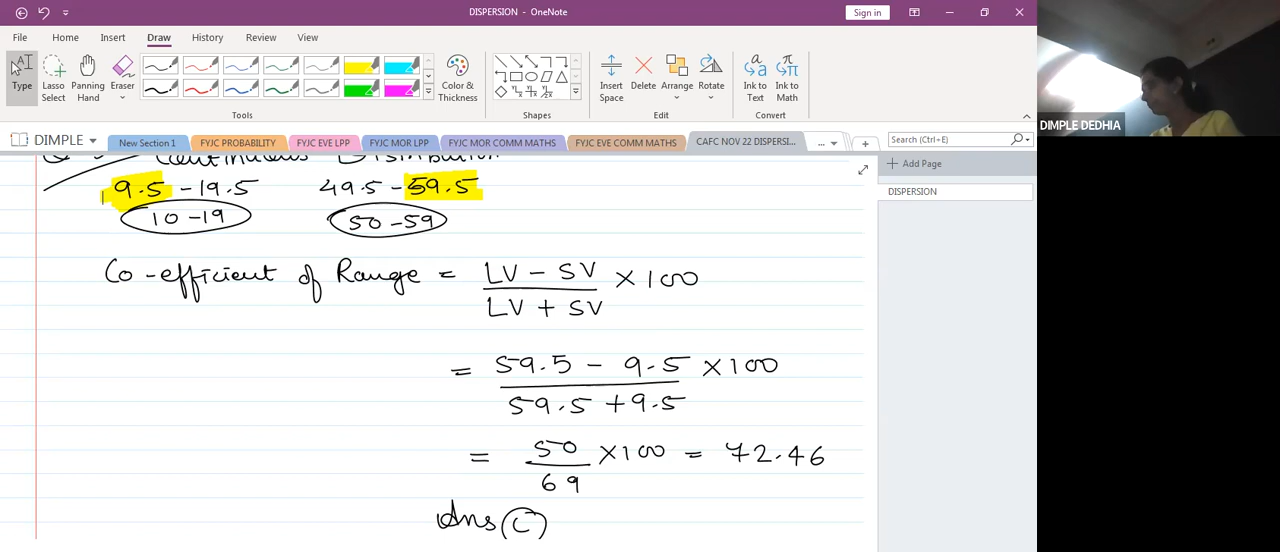 DISPERSION - OneNote
Sign in
File Home Insert Draw History Review View
Type
Lasso Select
Panning Hand
Eraser
Color & Thickness
Insert Space
Delete
Arrange
Rotate
Ink to Text
Ink to Math
Tools
Shapes
Edit
Convert
DIMPLE
New Section 1
FYJC PROBABILITY
FYJC EVE LPP
FYJC MOR LPP
FYJC MOR COMM MATHS
FYJC EVE COMM MATHS
CAFC NOV 22 DISPERSI...
...
Search (Ctrl+E)
DIMPLE DEDHIA
Add Page
DISPERSION
Continuous Distribution
9.5 - 19.5 49.5 - 59.5
10 - 19 50 - 59
Co-efficient of Range = LV - SV × 100
LV + SV
= 59.5 - 9.5 × 100
59.5 + 9.5
= 50 × 100 = 72.46
69
Ans C